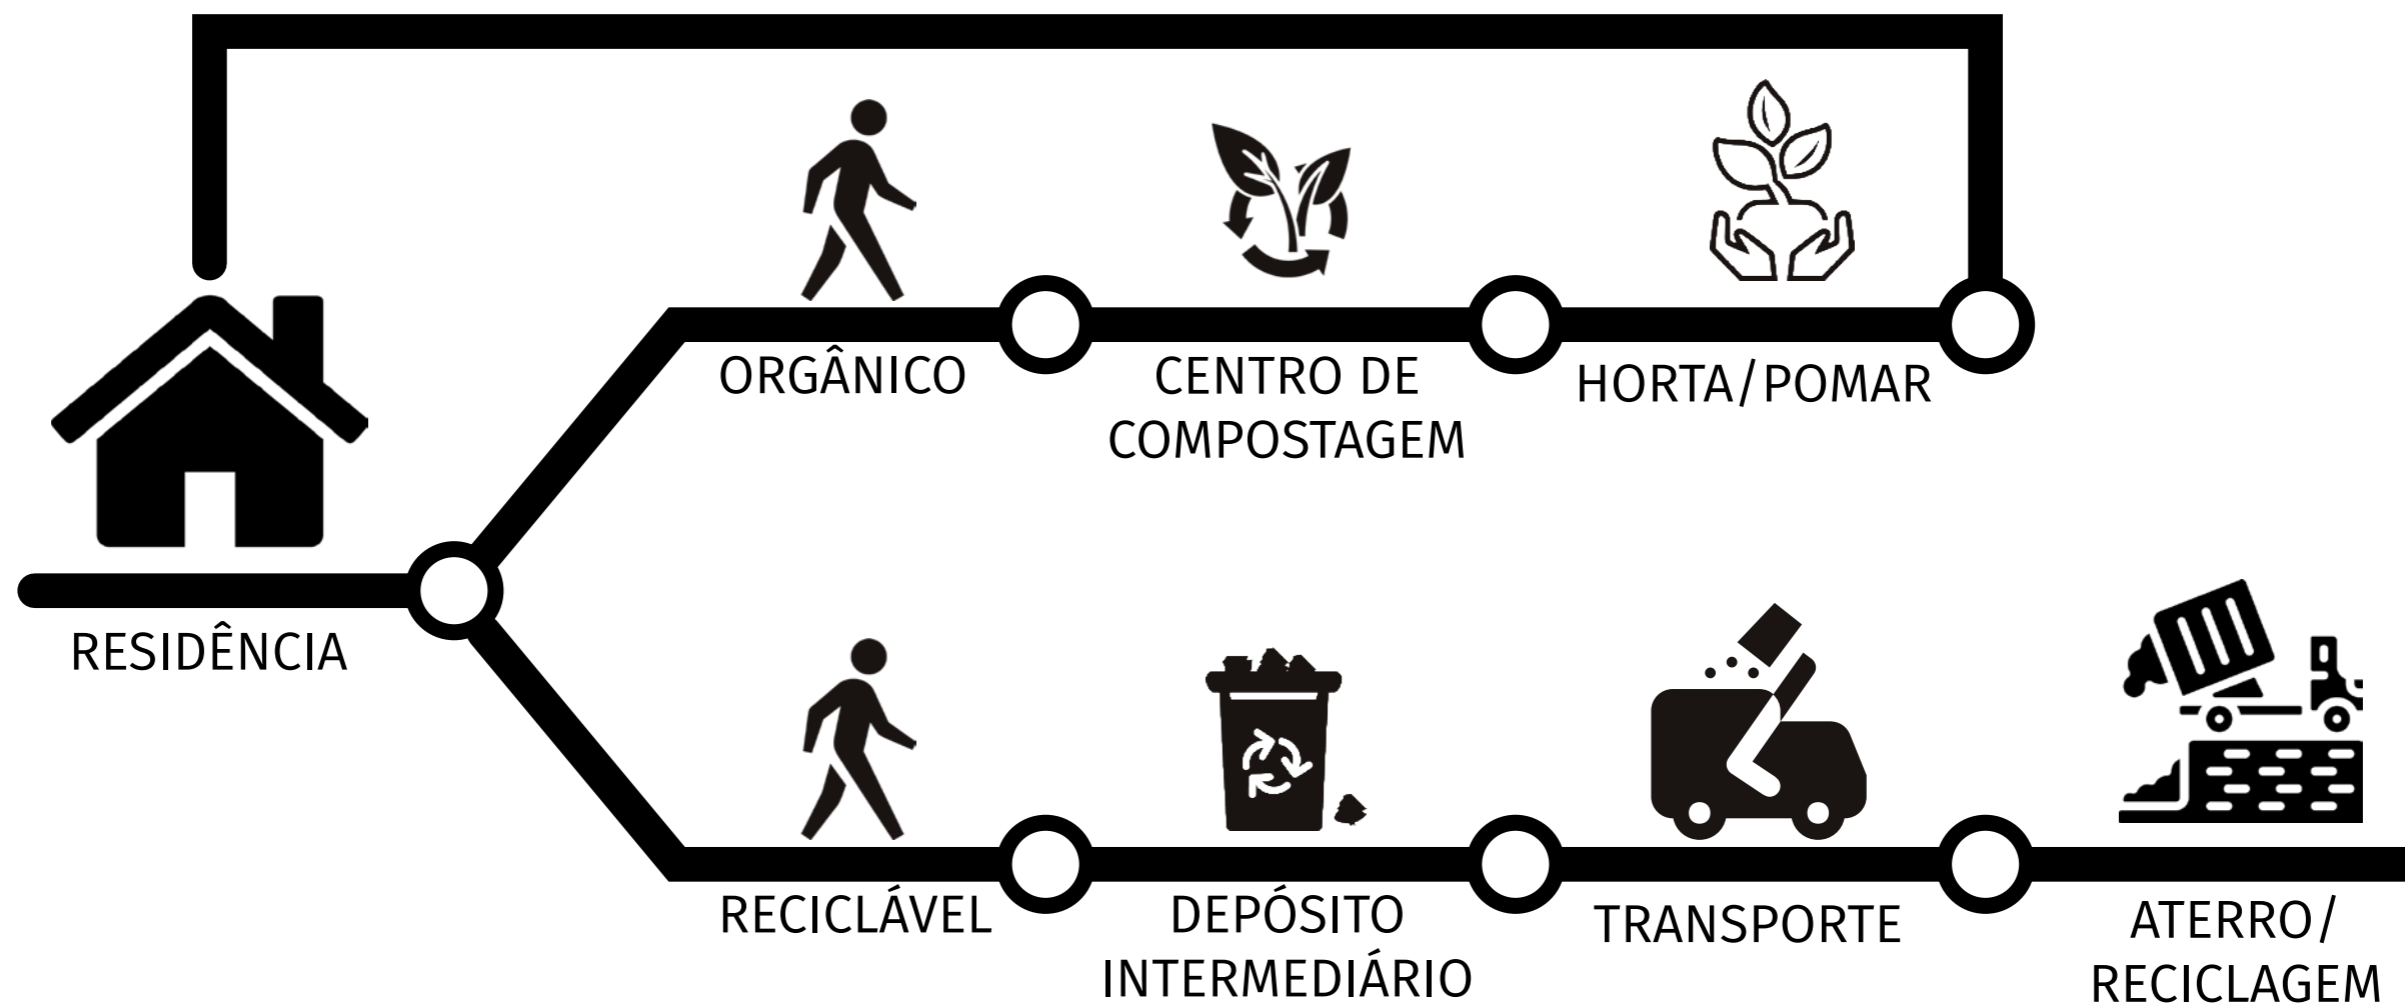 ORGÂNICO
CENTRO DE
COMPOSTAGEM
HORTA/POMAR
RESIDÊNCIA
RECICLÁVEL
DEPÓSITO
INTERMEDIÁRIO
TRANSPORTE
ATERRO/
RECICLAGEM